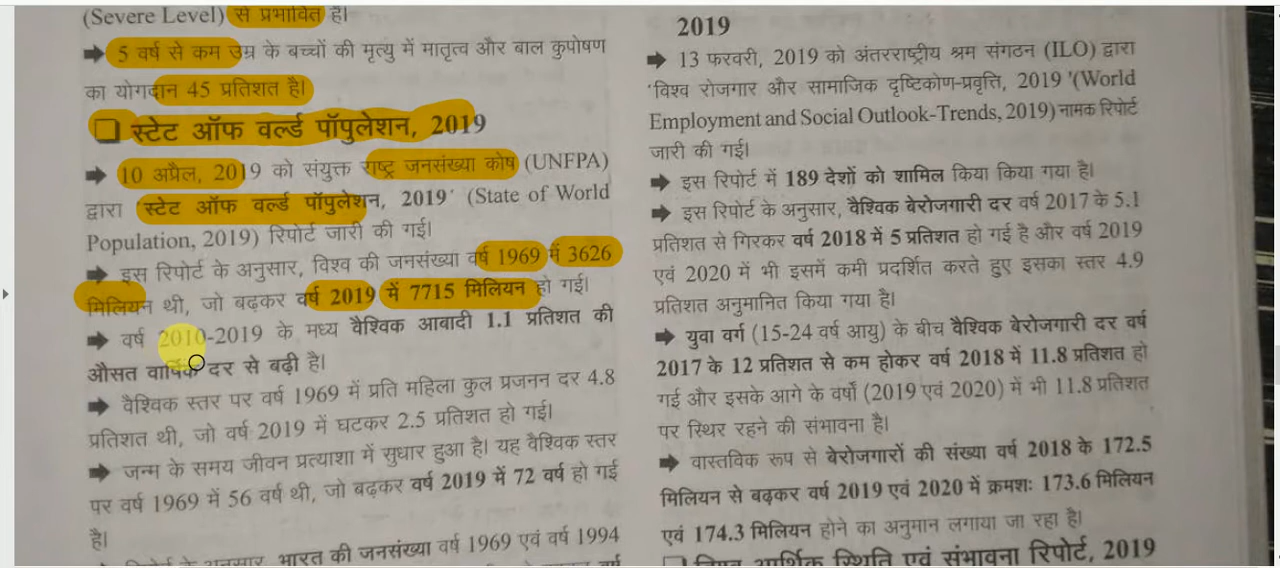 (Severe Level) से प्रभावित है।
➡ 5 वर्ष से कम उम्र के बच्चों की मृत्यु में मातृत्व और बाल कुपोषण
का योगदान 45 प्रतिशत है।
❑ स्टेट ऑफ वर्ल्ड पॉपुलेशन, 2019
➡ 10 अप्रैल, 2019 को संयुक्त राष्ट्र जनसंख्या कोष (UNFPA)
द्वारा 'स्टेट ऑफ वर्ल्ड पॉपुलेशन, 2019' (State of World
Population, 2019) रिपोर्ट जारी की गई।
➡ इस रिपोर्ट के अनुसार, विश्व की जनसंख्या वर्ष 1969 में 3626
मिलियन थी, जो बढ़कर वर्ष 2019 में 7715 मिलियन हो गई।
➡ वर्ष 2010-2019 के मध्य वैश्विक आबादी 1.1 प्रतिशत की
औसत वार्षिक दर से बढ़ी है।
➡ वैश्विक स्तर पर वर्ष 1969 में प्रति महिला कुल प्रजनन दर 4.8
प्रतिशत थी, जो वर्ष 2019 में घटकर 2.5 प्रतिशत हो गई।
➡ जन्म के समय जीवन प्रत्याशा में सुधार हुआ है। यह वैश्विक स्तर
पर वर्ष 1969 में 56 वर्ष थी, जो बढ़कर वर्ष 2019 में 72 वर्ष हो गई
है।
के अनुसार भारत की जनसंख्या वर्ष 1969 एवं वर्ष 1994
2019
➡ 13 फरवरी, 2019 को अंतरराष्ट्रीय श्रम संगठन (ILO) द्वारा
'विश्व रोजगार और सामाजिक दृष्टिकोण-प्रवृत्ति, 2019 '(World
Employment and Social Outlook-Trends, 2019) नामक रिपोर्ट
जारी की गई।
➡ इस रिपोर्ट में 189 देशों को शामिल किया किया गया है।
➡ इस रिपोर्ट के अनुसार, वैश्विक बेरोजगारी दर वर्ष 2017 के 5.1
प्रतिशत से गिरकर वर्ष 2018 में 5 प्रतिशत हो गई है और वर्ष 2019
एवं 2020 में भी इसमें कमी प्रदर्शित करते हुए इसका स्तर 4.9
प्रतिशत अनुमानित किया गया है।
➡ युवा वर्ग (15-24 वर्ष आयु) के बीच वैश्विक बेरोजगारी दर वर्ष
2017 के 12 प्रतिशत से कम होकर वर्ष 2018 में 11.8 प्रतिशत हो
गई और इसके आगे के वर्षों (2019 एवं 2020) में भी 11.8 प्रतिशत
पर स्थिर रहने की संभावना है।
➡ वास्तविक रूप से बेरोजगारों की संख्या वर्ष 2018 के 172.5
मिलियन से बढ़कर वर्ष 2019 एवं 2020 में क्रमशः 173.6 मिलियन
एवं 174.3 मिलियन होने का अनुमान लगाया जा रहा है।
❑ विश्व आर्थिक स्थिति एवं संभावना रिपोर्ट, 2019